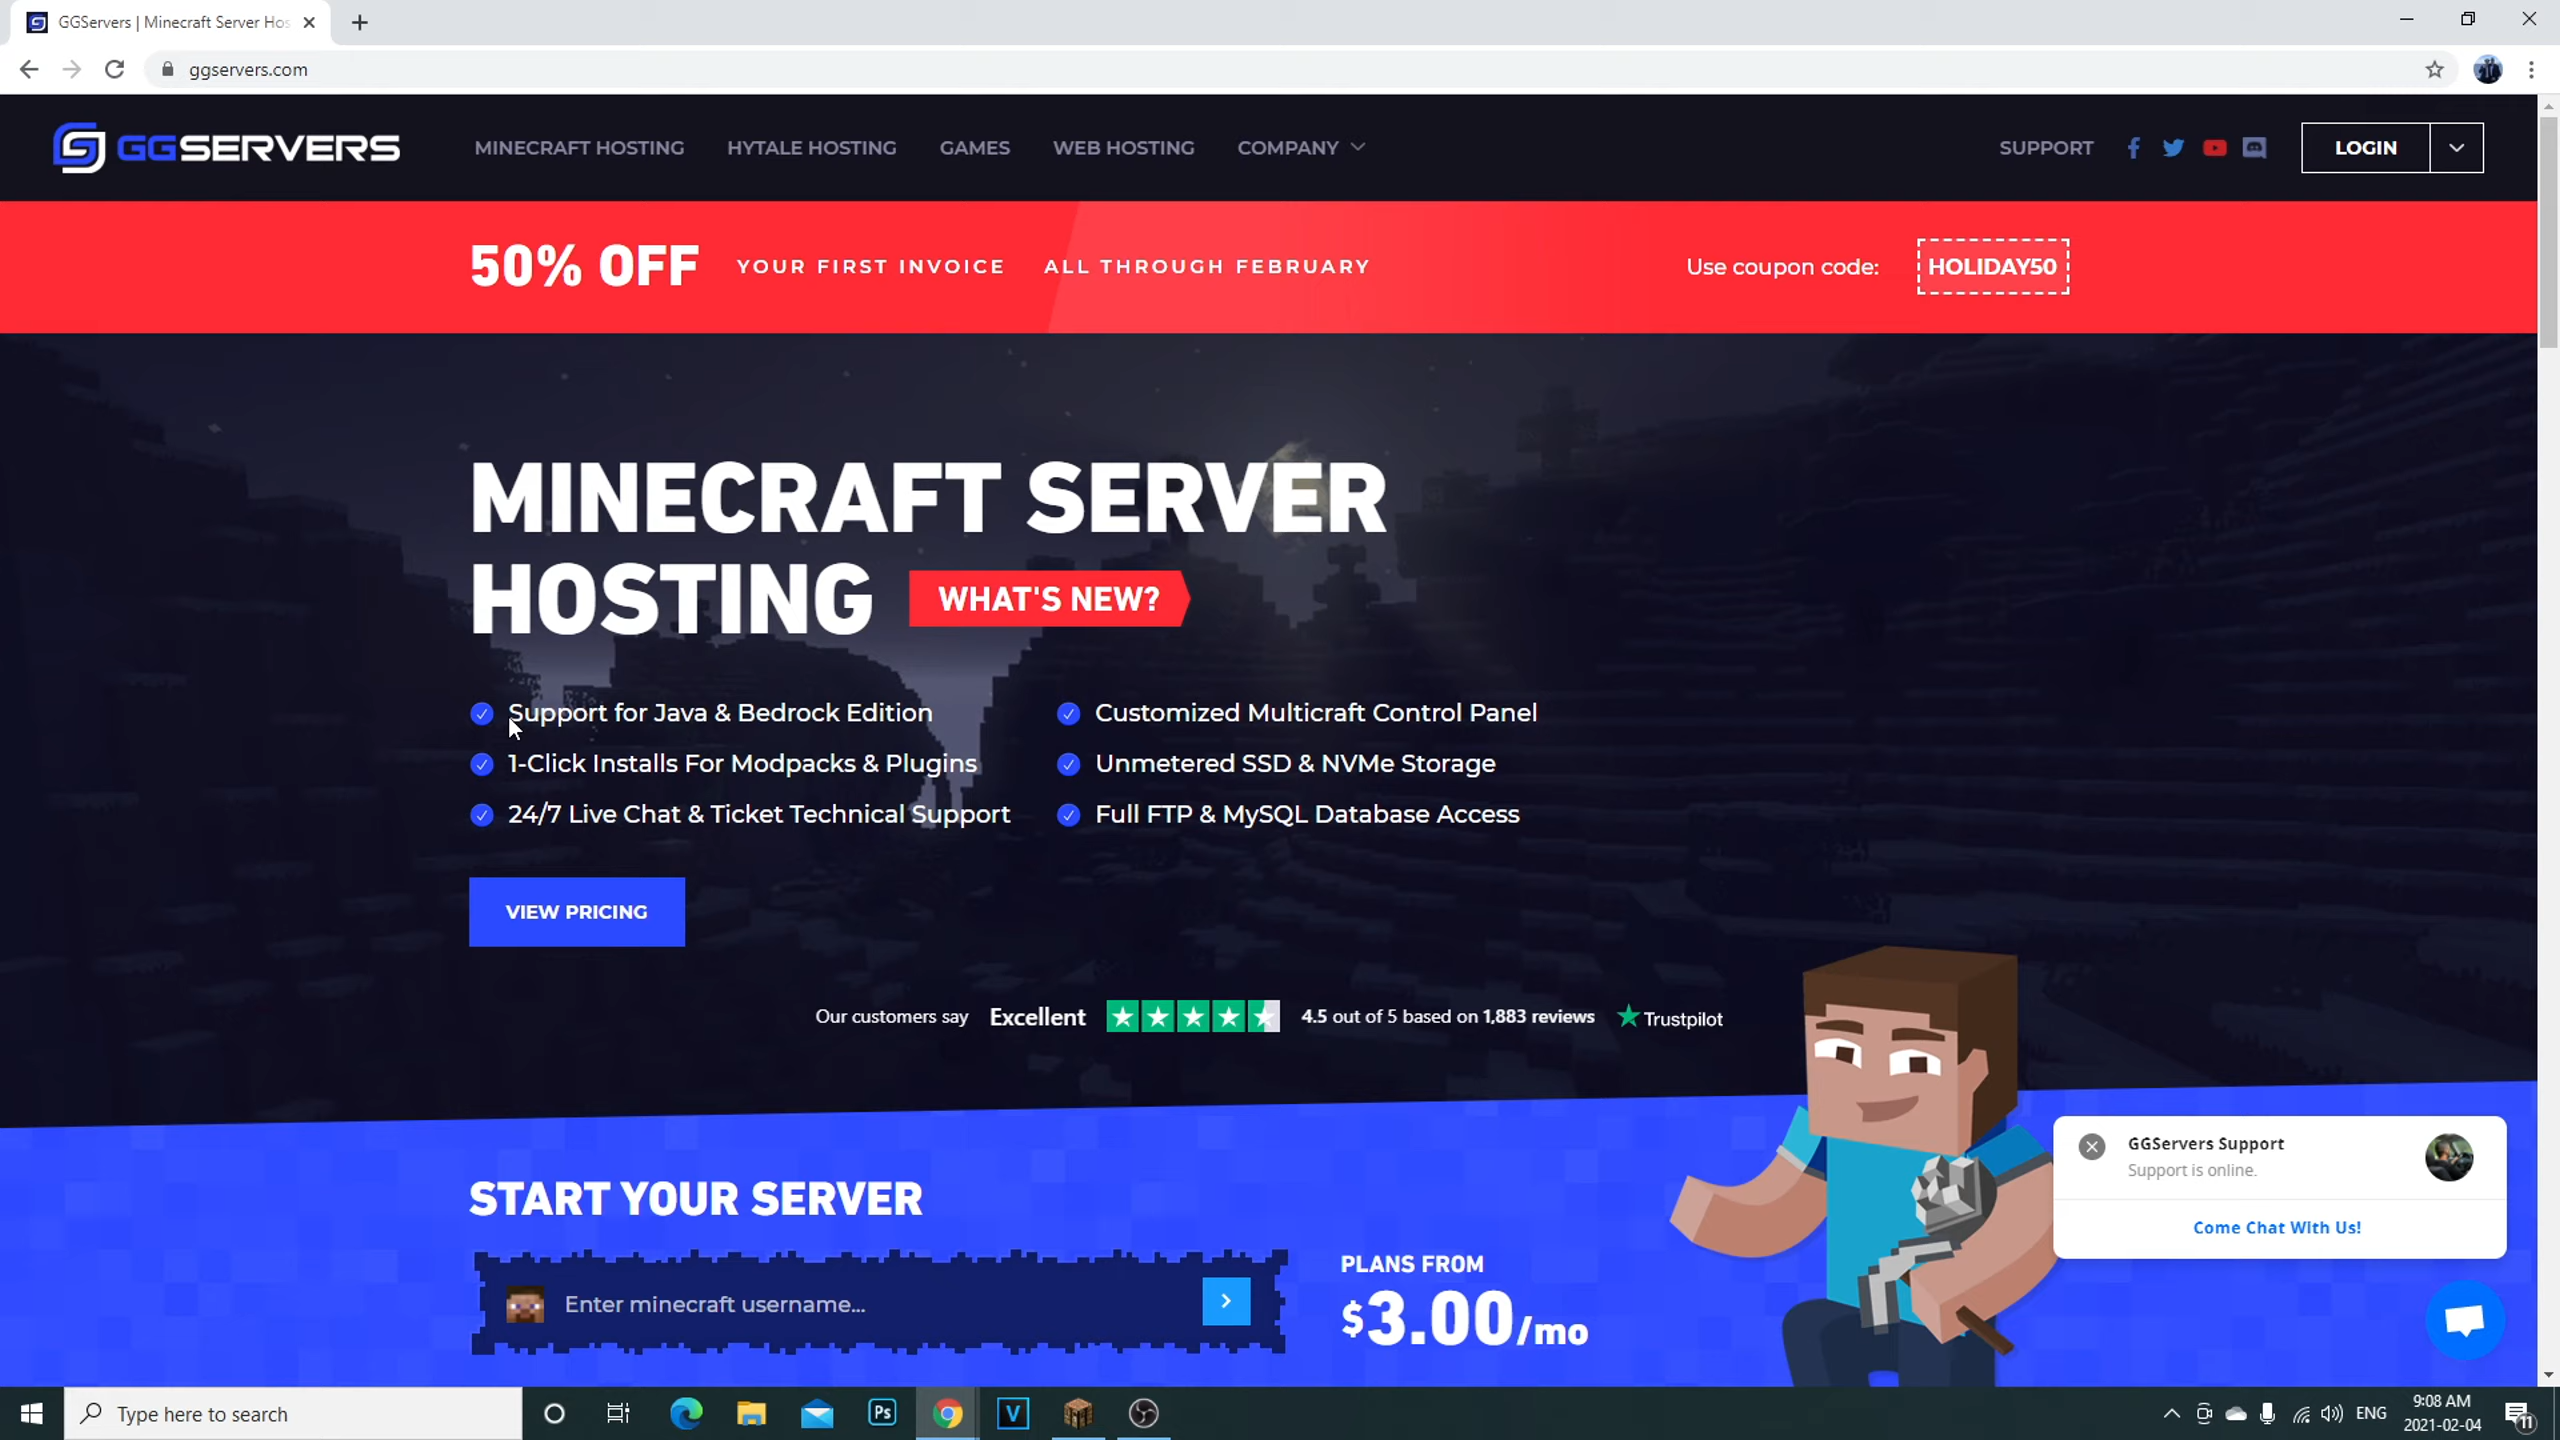 GGServers | Minecraft Server Hos
ggservers.com
GGSERVERS
MINECRAFT HOSTING HYTALE HOSTING GAMES WEB HOSTING COMPANY SUPPORT LOGIN
50% OFF YOUR FIRST INVOICE ALL THROUGH FEBRUARY Use coupon code: HOLIDAY50
MINECRAFT SERVER
HOSTING WHAT'S NEW?
Support for Java & Bedrock Edition Customized Multicraft Control Panel
1-Click Installs For Modpacks & Plugins Unmetered SSD & NVMe Storage
24/7 Live Chat & Ticket Technical Support Full FTP & MySQL Database Access
VIEW PRICING
Our customers say Excellent 4.5 out of 5 based on 1,883 reviews Trustpilot
GGServers Support
Support is online.
Come Chat With Us!
START YOUR SERVER
Enter minecraft username...
PLANS FROM
$3.00/mo
Type here to search
Ps
V
ENG
9:08 AM
2021-02-04
11